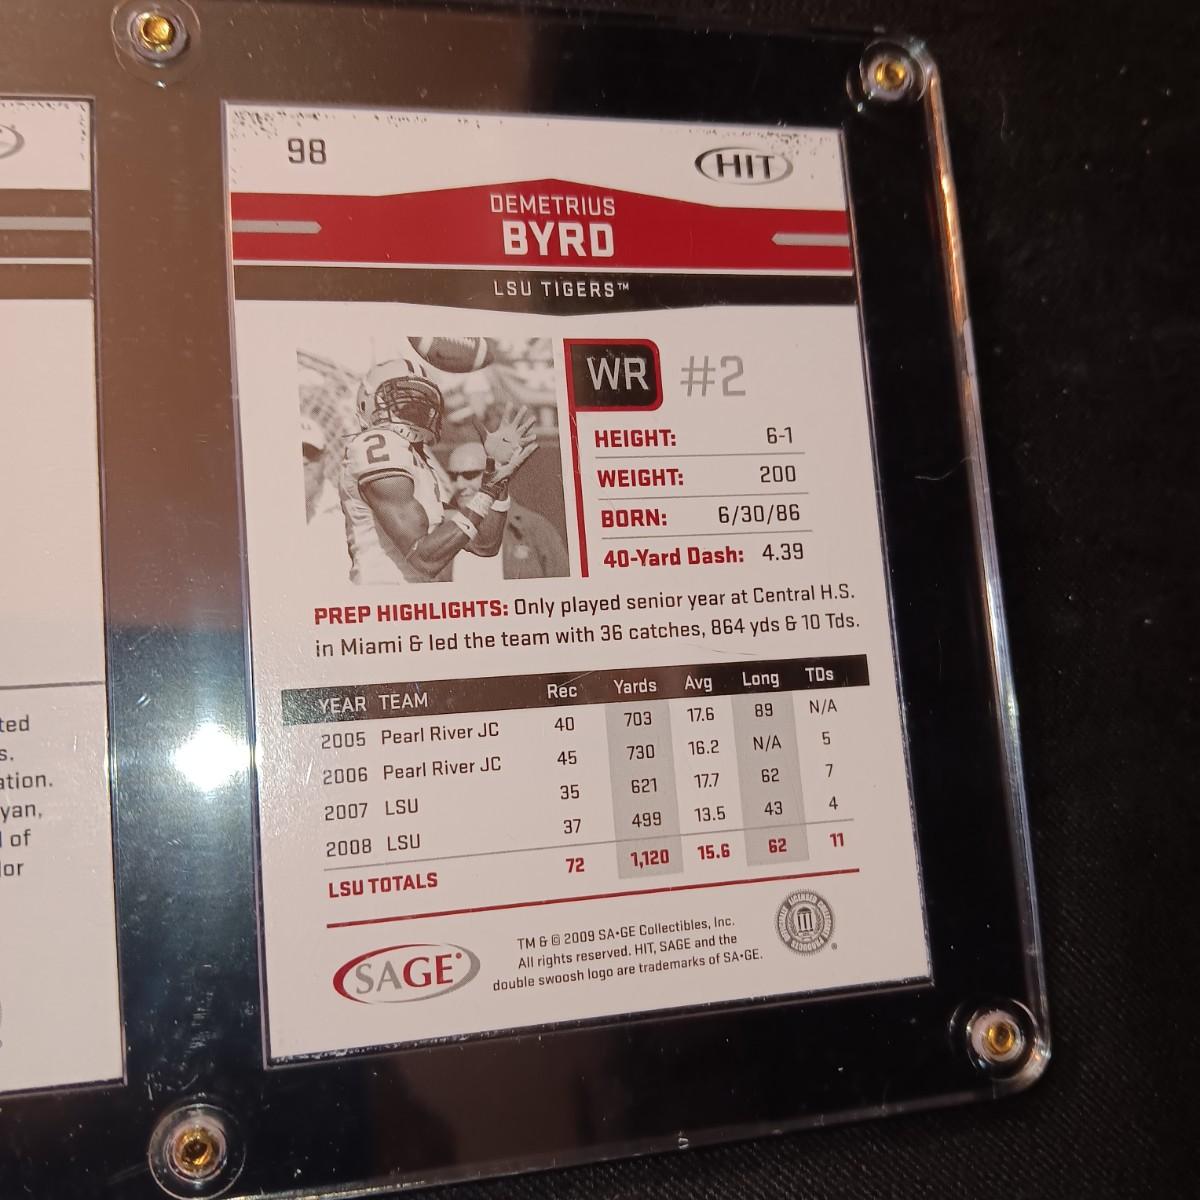 98
HIT
DEMETRIUS
BYRD
LSU TIGERS™
2
WR #2
HEIGHT: 6-1
WEIGHT: 200
BORN: 6/30/86
40-Yard Dash: 4.39
PREP HIGHLIGHTS: Only played senior year at Central H.S.
in Miami & led the team with 36 catches, 864 yds & 10 Tds.
YEAR TEAM Rec Yards Avg Long TDs
2005 Pearl River JC 40 703 17.6 89 N/A
2006 Pearl River JC 45 730 16.2 N/A 5
2007 LSU 35 621 17.7 62 7
2008 LSU 37 499 13.5 43 4
LSU TOTALS 72 1,120 15.6 62 11
SAGE
TM & © 2009 SA•GE Collectibles, Inc.
All rights reserved. HIT, SAGE and the
double swoosh logo are trademarks of SA•GE.
ted
s.
ation.
yan,
of